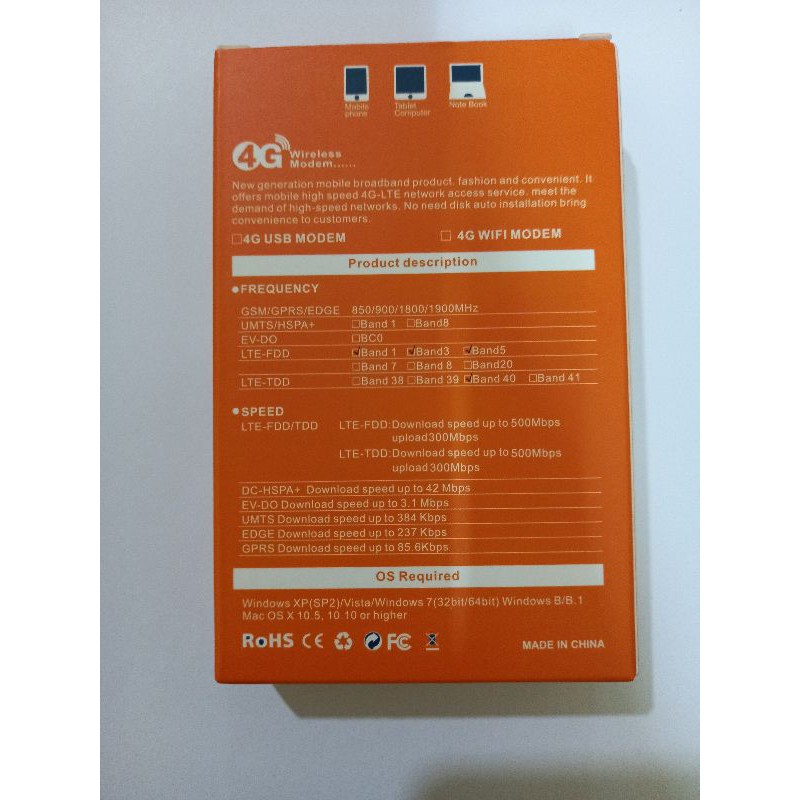 Mobile phone
Tablet Computer
Note Book
4G Wireless Modem......
New generation mobile broadband product. fashion and convenient. It
offers mobile high speed 4G-LTE network access service. meet the
demand of high-speed networks. No need disk auto installation bring
convenience to customers.
☐4G USB MODEM ☐ 4G WIFI MODEM
Product description
●FREQUENCY
GSM/GPRS/EDGE 850/900/1800/1900MHz
UMTS/HSPA+ ☐Band 1 ☐Band8
EV-DO ☐BC0
LTE-FDD ☑Band 1 ☑Band3 ☑Band5
☐Band 7 ☐Band 8 ☐Band20
LTE-TDD ☐Band 38 ☐Band 39 ☑Band 40 ☐Band 41
●SPEED
LTE-FDD/TDD LTE-FDD:Download speed up to 500Mbps
upload300Mbps
LTE-TDD:Download speed up to 500Mbps
upload300Mbps
DC-HSPA+ Download speed up to 42 Mbps
EV-DO Download speed up to 3.1 Mbps
UMTS Download speed up to 384 Kbps
EDGE Download speed up to 237 Kbps
GPRS Download speed up to 85.6Kbps
OS Required
Windows XP(SP2)/Vista/Windows 7(32bit/64bit) Windows B/B.1
Mac OS X 10.5, 10.10 or higher
RoHS CE FC MADE IN CHINA